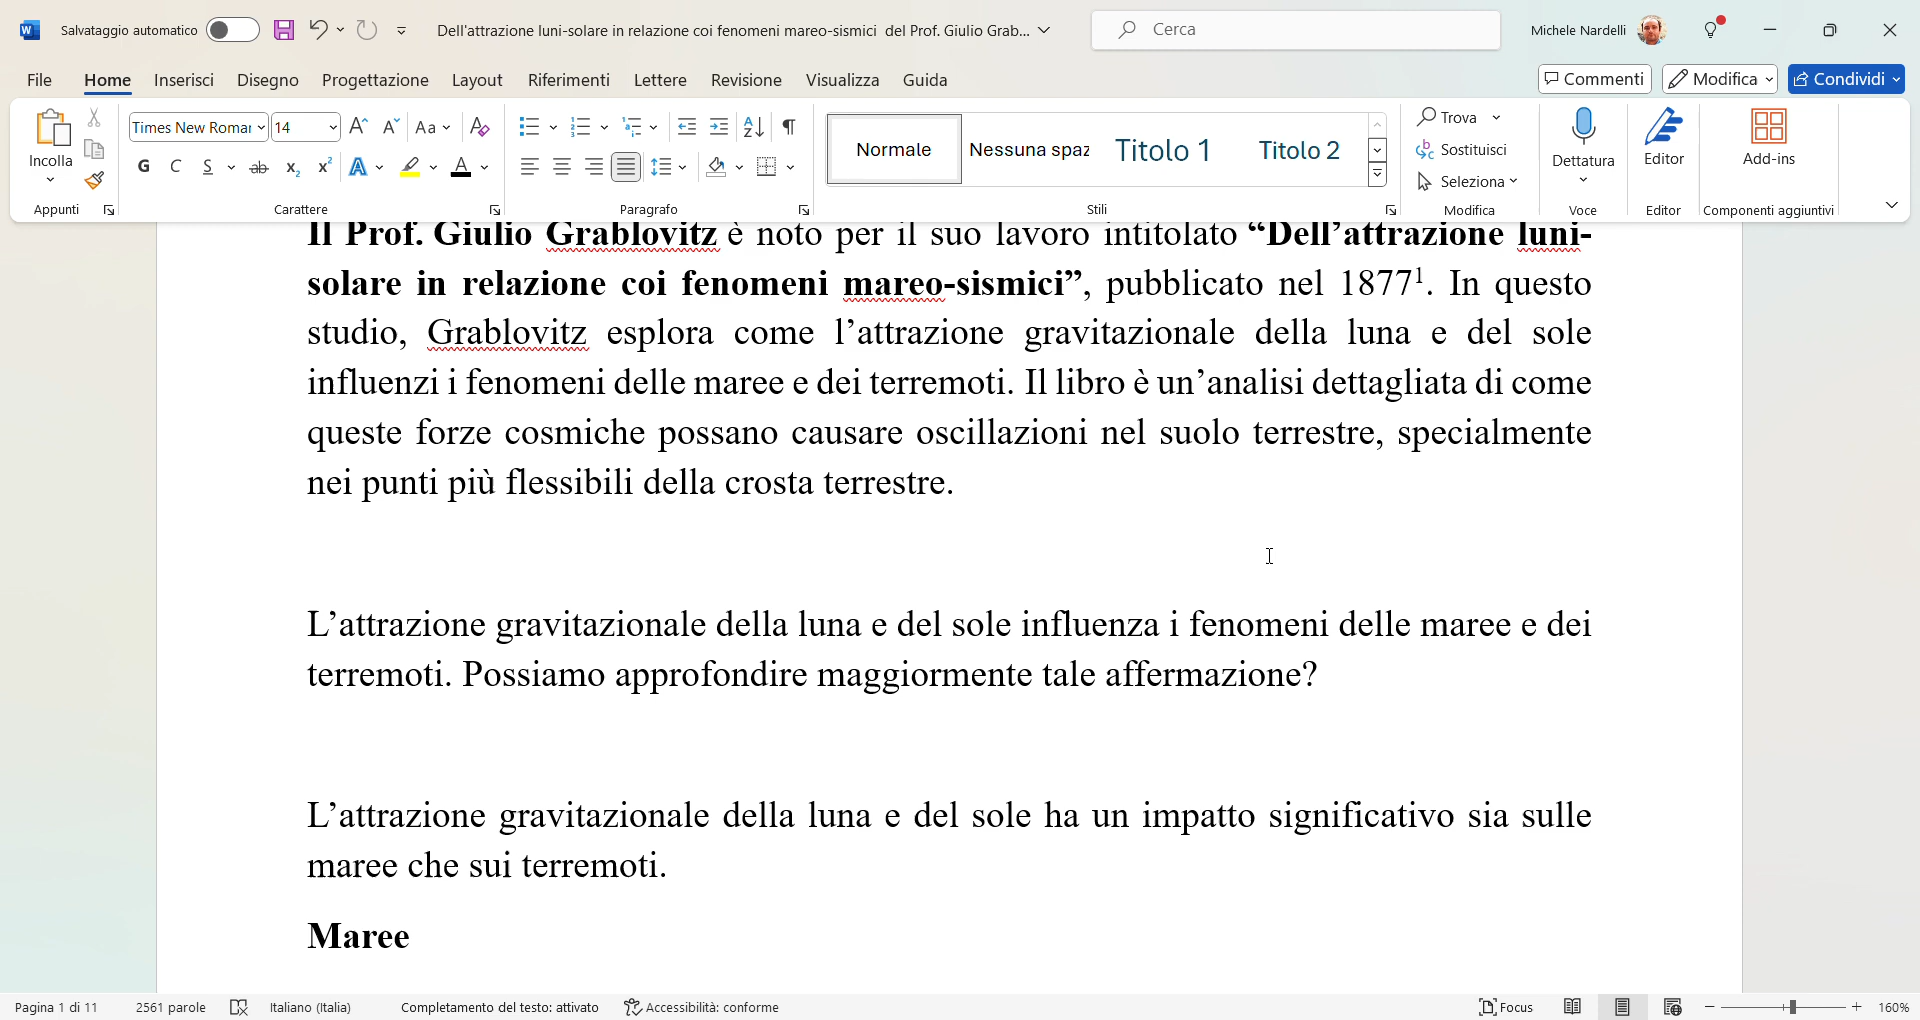 Salvataggio automatico
Dell'attrazione luni-solare in relazione coi fenomeni mareo-sismici del Prof. Giulio Grab...
Cerca
Michele Nardelli
File Home Inserisci Disegno Progettazione Layout Riferimenti Lettere Revisione Visualizza Guida
Commenti Modifica Condividi
Incolla
Appunti
Times New Roman 14
Aa
G C S ab x₂ x² A A
Carattere
Paragrafo
Normale Nessuna spaz Titolo 1 Titolo 2
Stili
Trova
Sostituisci
Seleziona
Modifica
Dettatura
Voce
Editor
Editor
Add-ins
Componenti aggiuntivi
Il Prof. Giulio Grablovitz è noto per il suo lavoro intitolato “Dell’attrazione luni-
solare in relazione coi fenomeni mareo-sismici”, pubblicato nel 1877¹. In questo
studio, Grablovitz esplora come l’attrazione gravitazionale della luna e del sole
influenzi i fenomeni delle maree e dei terremoti. Il libro è un’analisi dettagliata di come
queste forze cosmiche possano causare oscillazioni nel suolo terrestre, specialmente
nei punti più flessibili della crosta terrestre.
L’attrazione gravitazionale della luna e del sole influenza i fenomeni delle maree e dei
terremoti. Possiamo approfondire maggiormente tale affermazione?
L’attrazione gravitazionale della luna e del sole ha un impatto significativo sia sulle
maree che sui terremoti.
Maree
Pagina 1 di 11 2561 parole Italiano (Italia) Completamento del testo: attivato Accessibilità: conforme Focus 160%